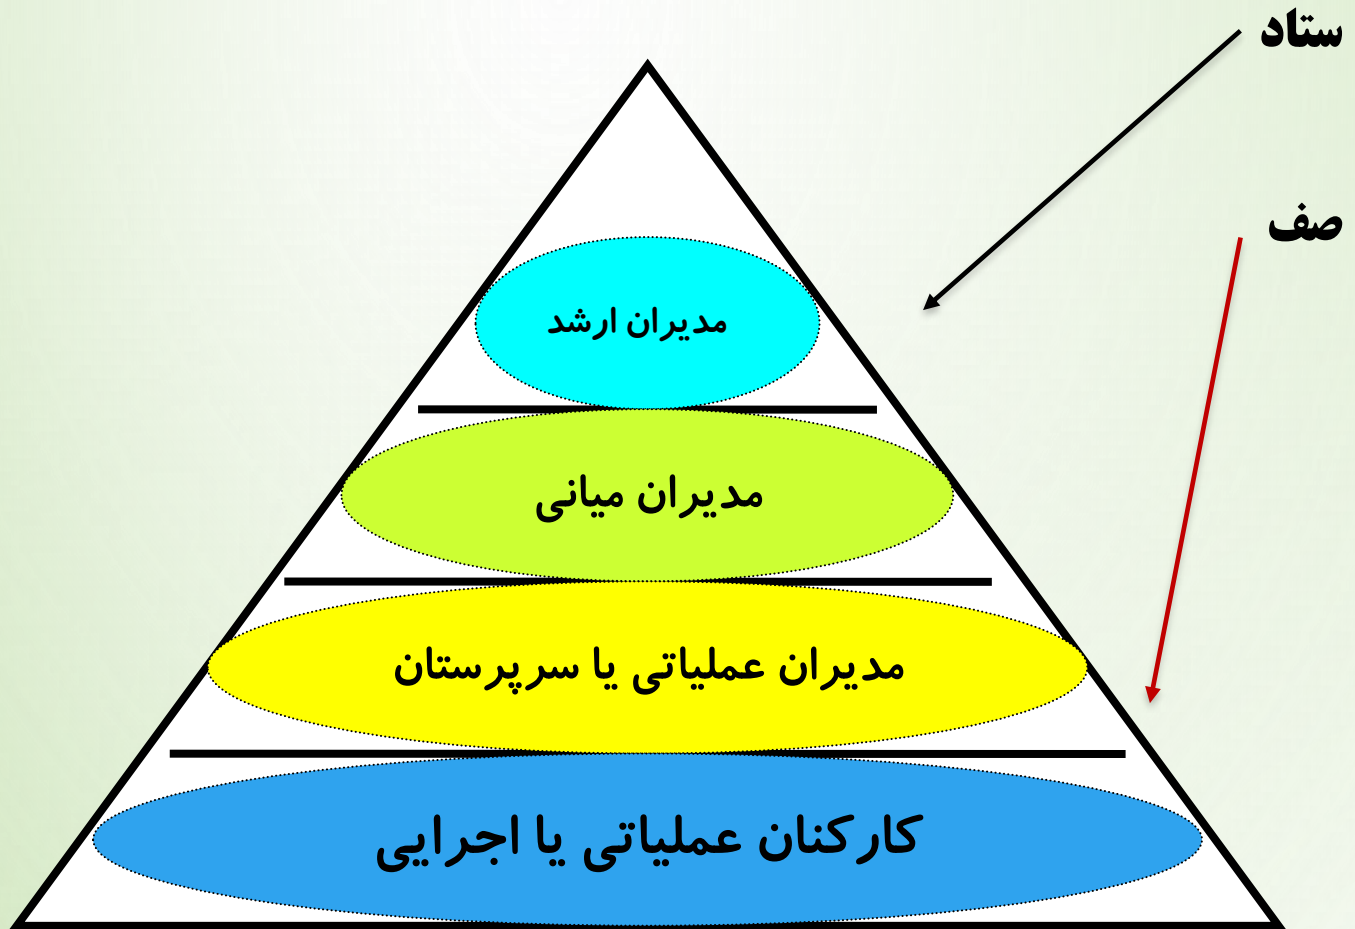 ستاد
صف
مدیران ارشد
مدیران میانی
مدیران عملیاتی یا سرپرستان
کارکنان عملیاتی یا اجرایی